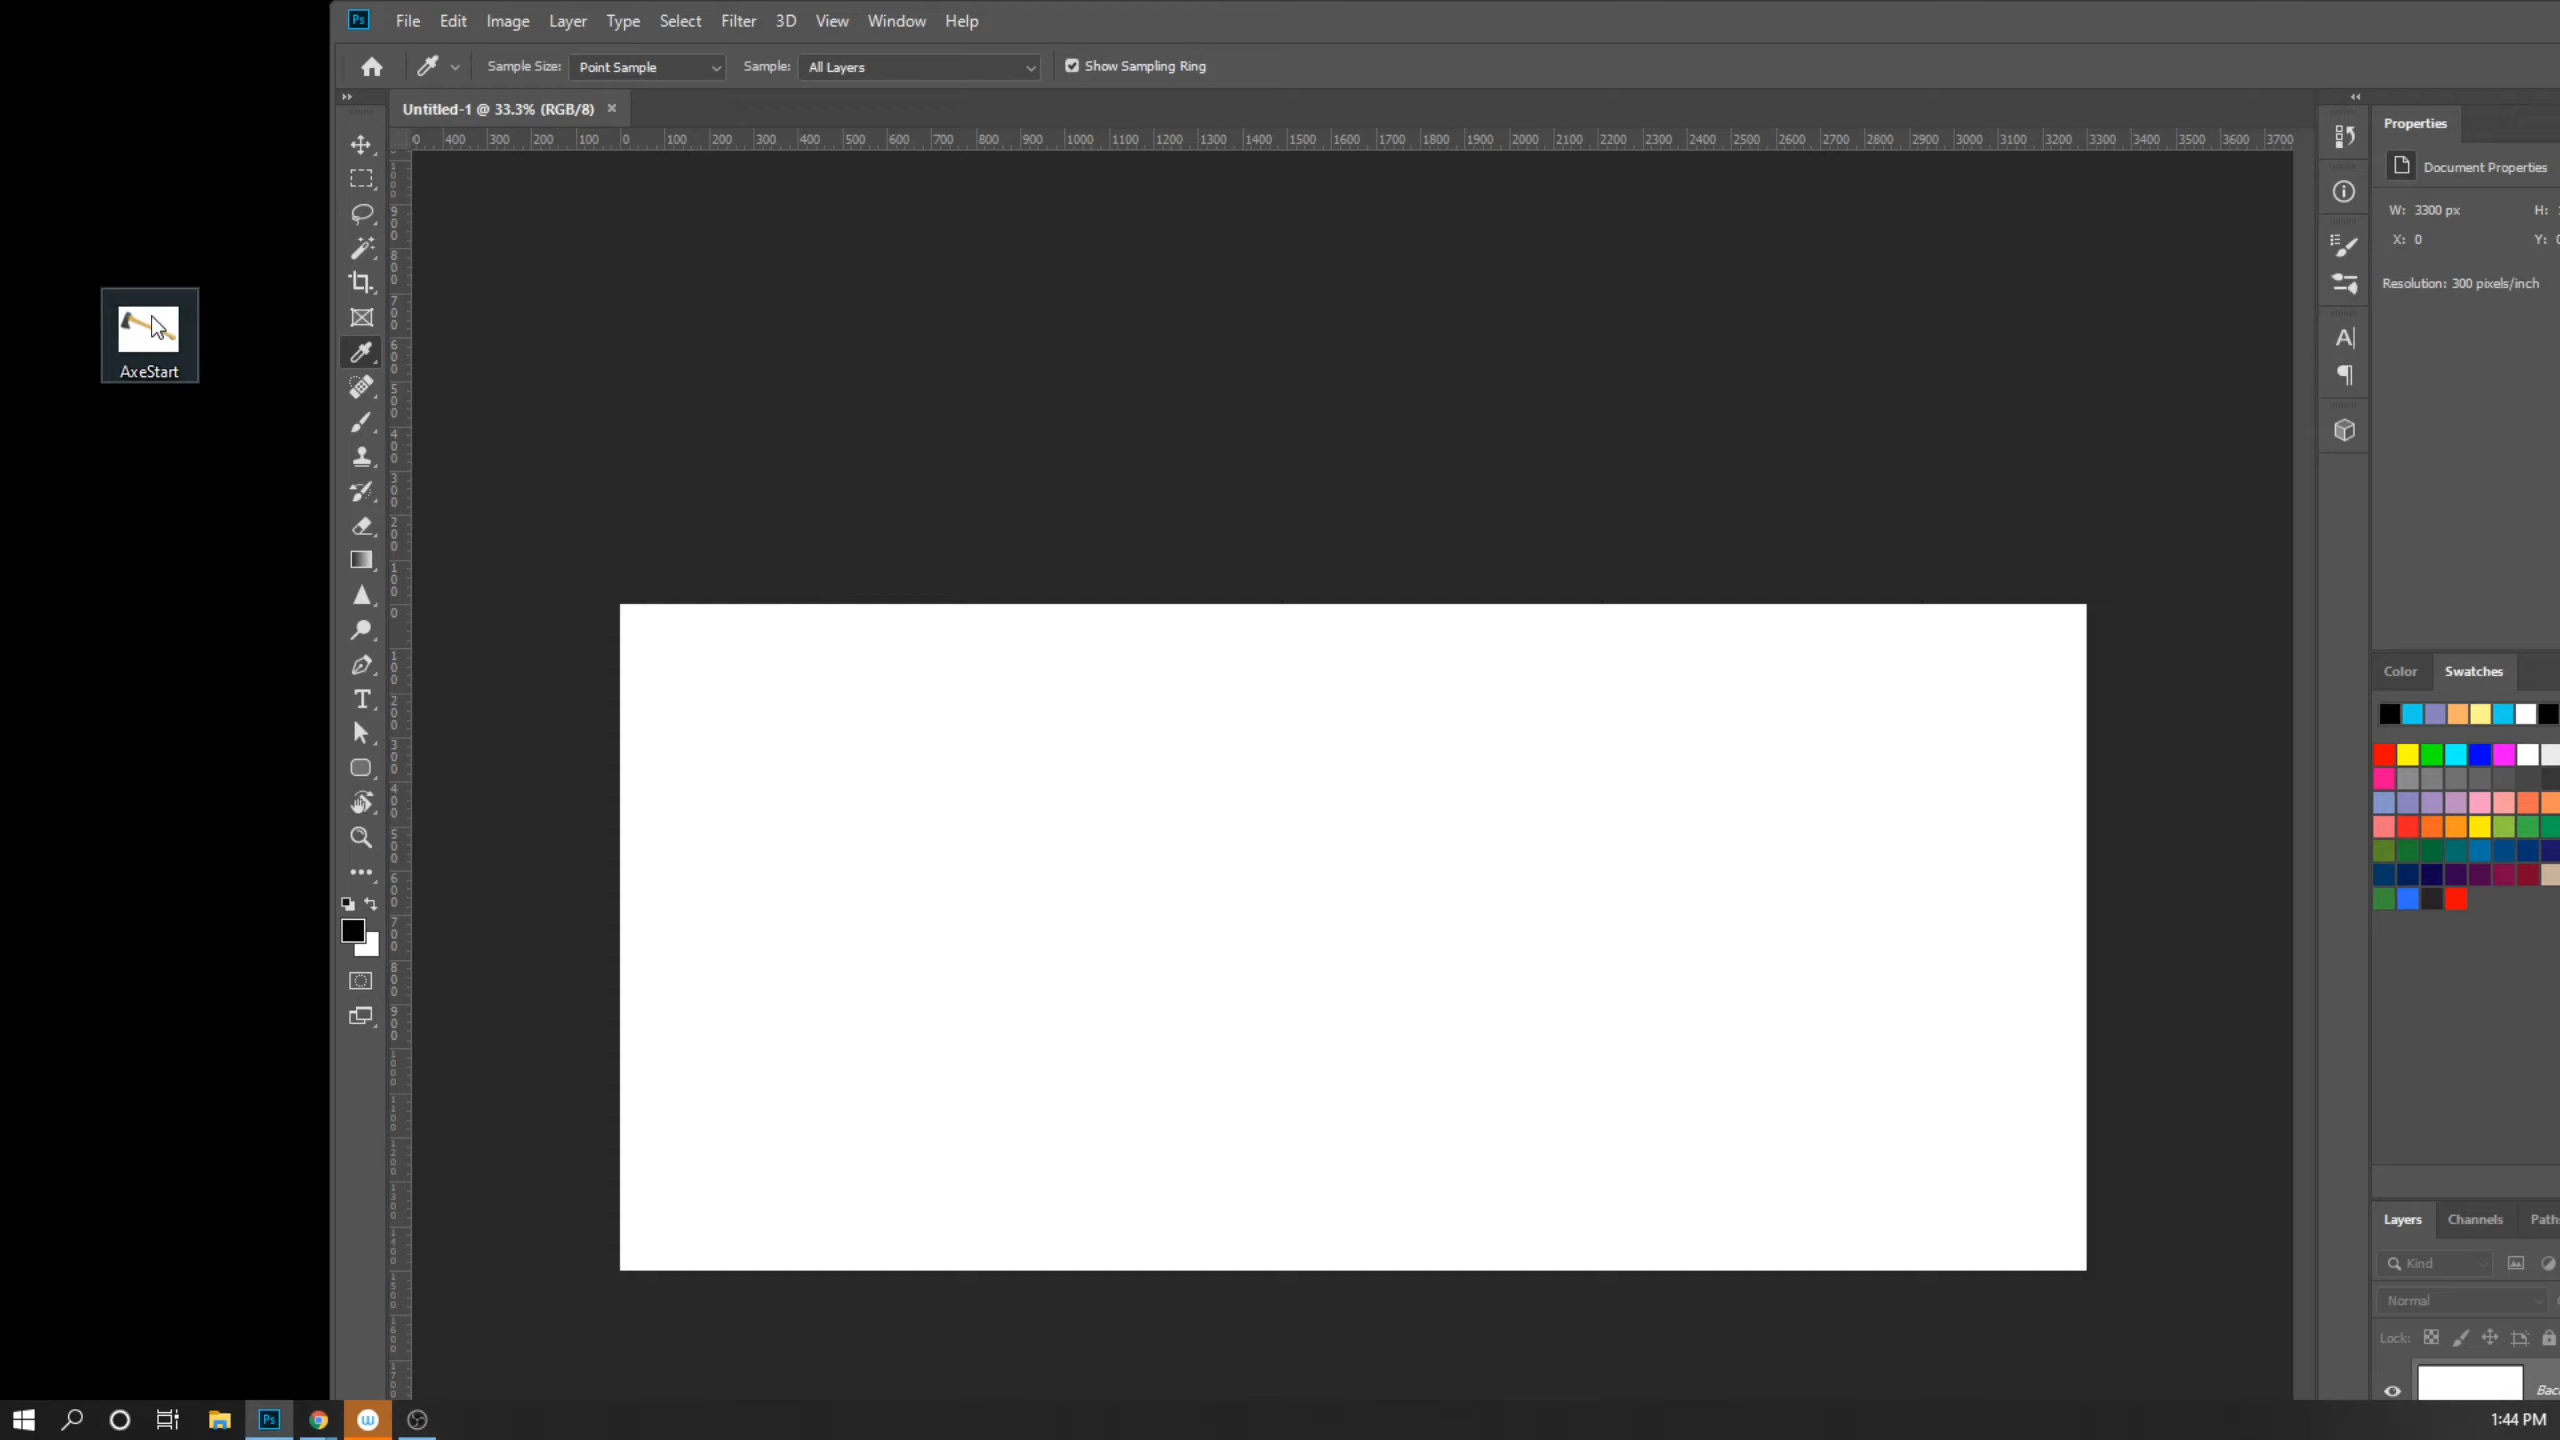 Ps File Edit Image Layer Type Select Filter 3D View Window Help
Sample Size: Point Sample Sample: All Layers Show Sampling Ring
Untitled-1 @ 33.3% (RGB/8) ×
0 400 300 200 100 0 100 200 300 400 500 600 700 800 900 1000 1100 1200 1300 1400 1500 1600 1700 1800 1900 2000 2100 2200 2300 2400 2500 2600 2700 2800 2900 3000 3100 3200 3300 3400 3500 3600 3700
Properties
Document Properties
W: 3300 px H:
X: 0 Y:
Resolution: 300 pixels/inch
AxeStart
Color Swatches
Layers Channels
Kind
Normal
Lock:
Ps
1:44 PM